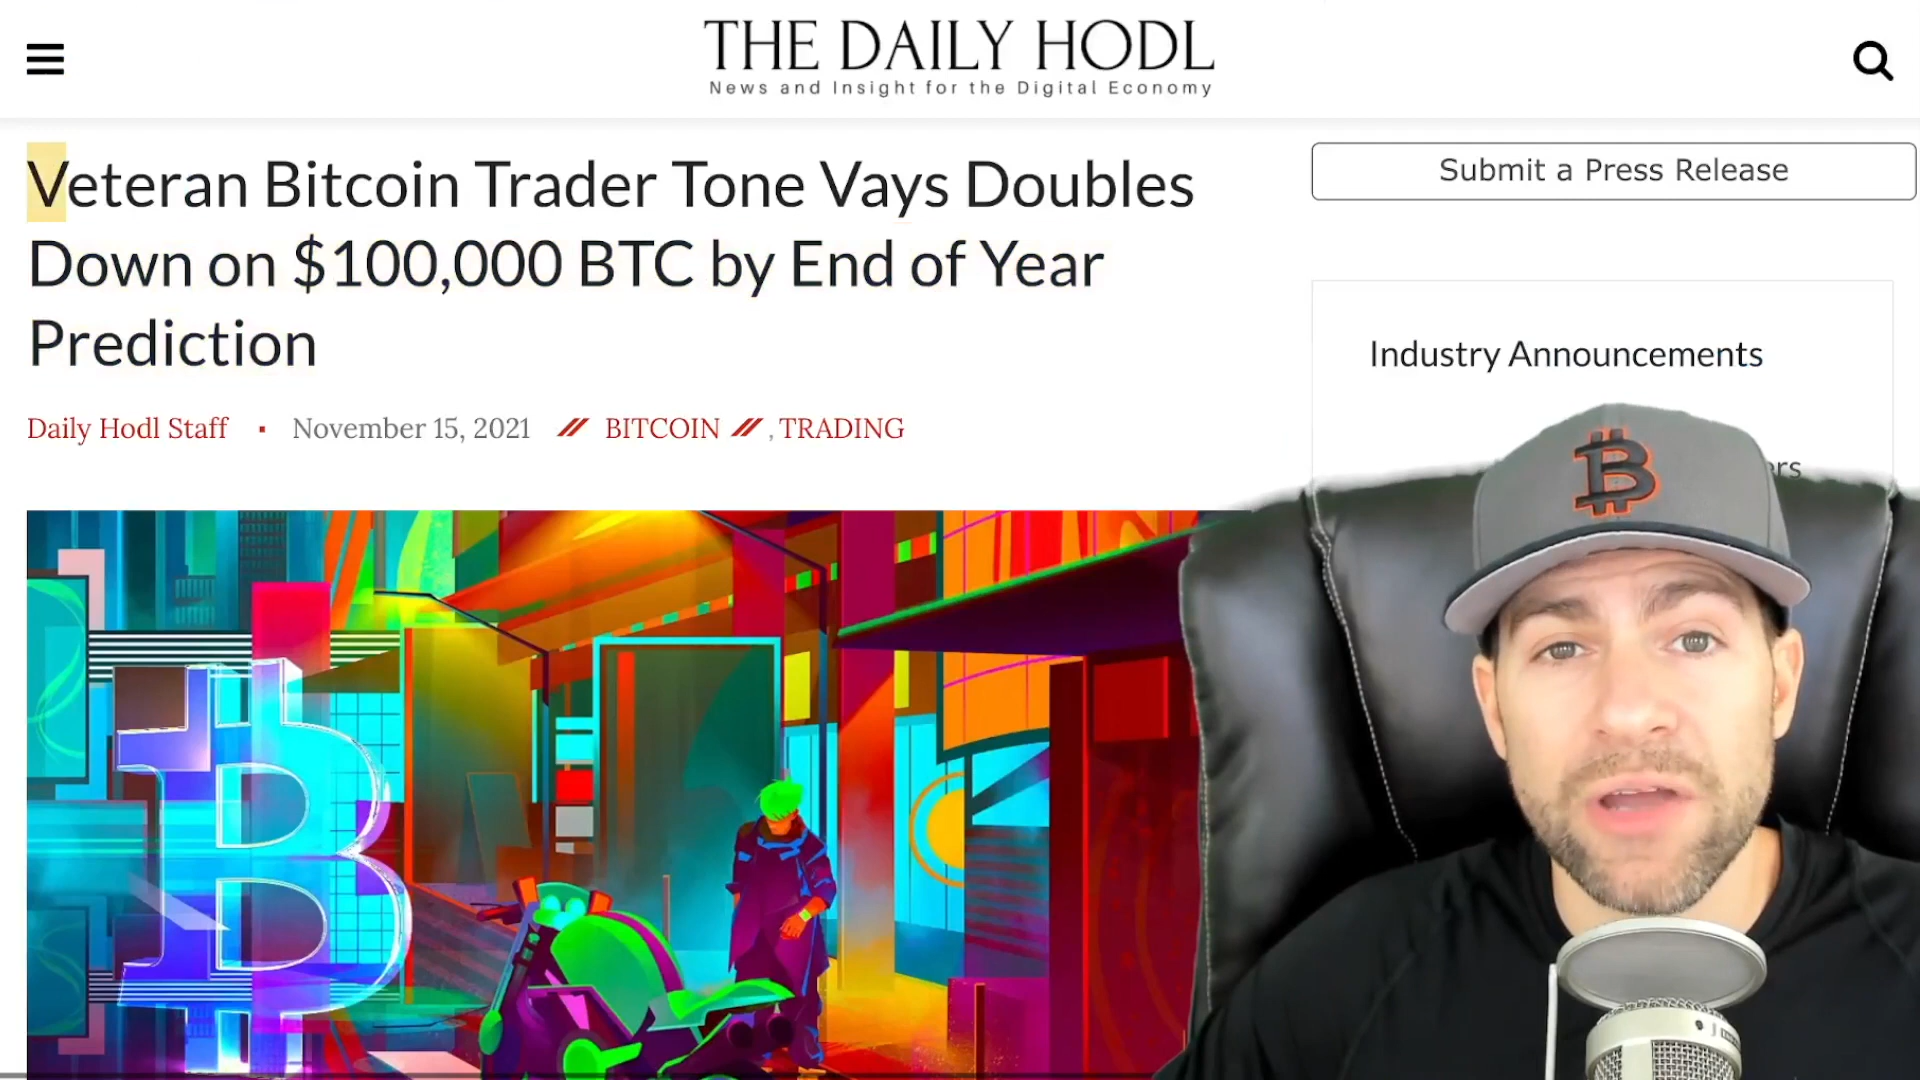 THE DAILY HODL
News and Insight for the Digital Economy
Veteran Bitcoin Trader Tone Vays Doubles
Down on $100,000 BTC by End of Year
Prediction
Daily Hodl Staff ▪ November 15, 2021 // BITCOIN //, TRADING
Submit a Press Release
Industry Announcements